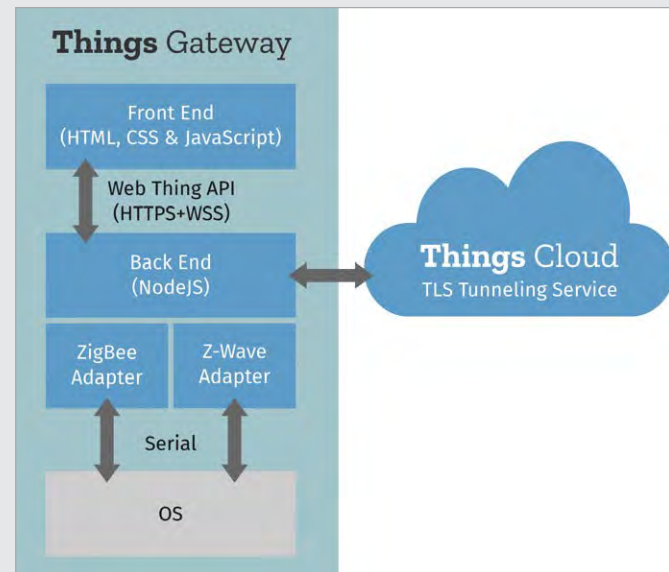 Things Gateway
Front End
(HTML, CSS & JavaScript)
Web Thing API
(HTTPS+WSS)
Back End
(NodeJS)
Things Cloud
TLS Tunneling Service
ZigBee
Adapter
Z-Wave
Adapter
Serial
OS